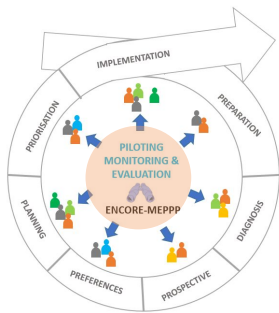 IMPLEMENTATION
PREPARATION
DIAGNOSIS
PROSPECTIVE
PREFERENCES
PLANNING
PRIORISATION
PILOTING
MONITORING &
EVALUATION
ENCORE-MEPPP